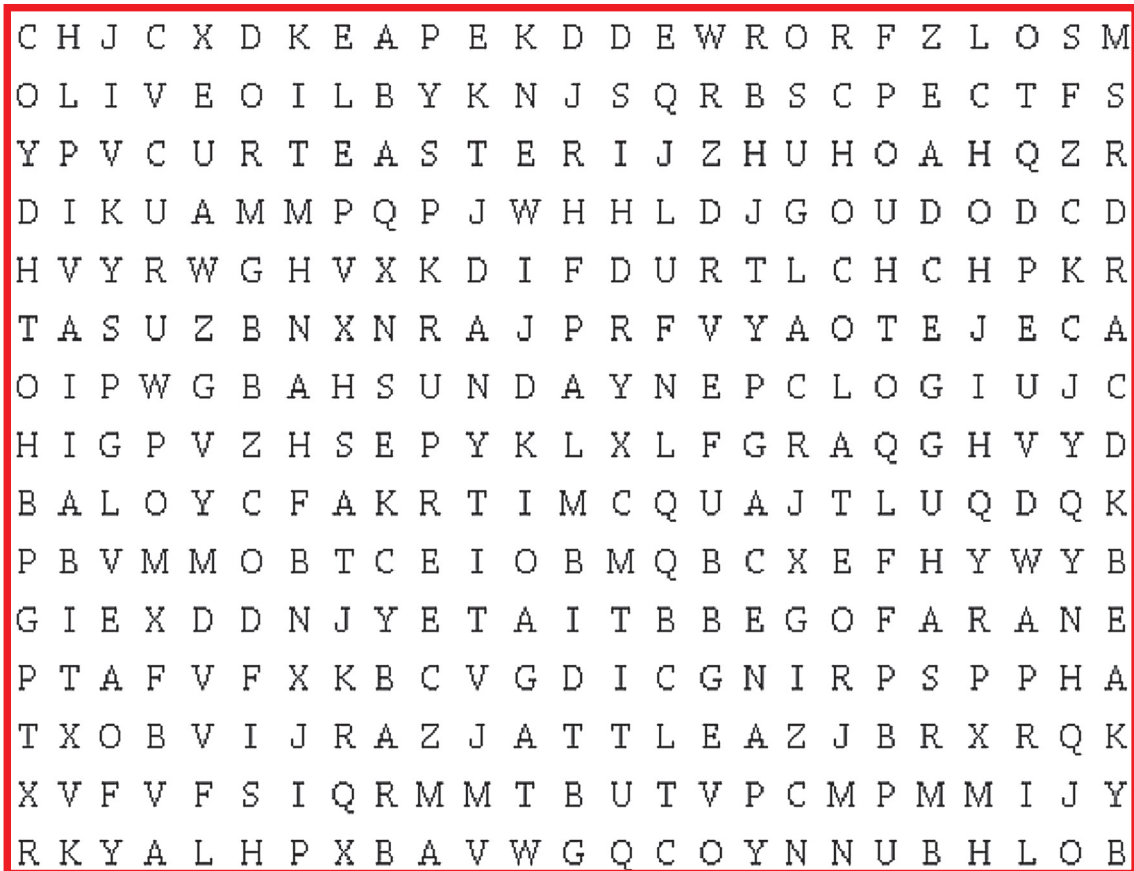 C H J C X D K E A P E K D D E W R O R F Z L O S M
O L I V E O I L B Y K N J S Q R B S C P E C T F S
Y P V C U R T E A S T E R I J Z H U H O A H Q Z R
D I K U A M M P Q P J W H H L D J G O U D O D C D
H V Y R W G H V X K D I F D U R T L C H C H P K R
T A S U Z B N X N R A J P R F V Y A O T E J E C A
O I P W G B A H S U N D A Y N E P C L O G I U J C
H I G P V Z H S E P Y K L X L F G R A Q G H V Y D
B A L O Y C F A K R T I M C Q U A J T L U Q D Q K
P B V M M O B T C E I O B M Q B C X E F H Y W Y B
G I E X D D N J Y E T A I T B B E G O F A R A N E
P T A F V F X K B C V G D I C G N I R P S P P H A
T X O B V I J R A Z J A T T L E A Z J B R X R Q K
X V F V F S I Q R M M T B U T V P C M P M M I J Y
R K Y A L H P X B A V W G Q C O Y N N U B H L O B